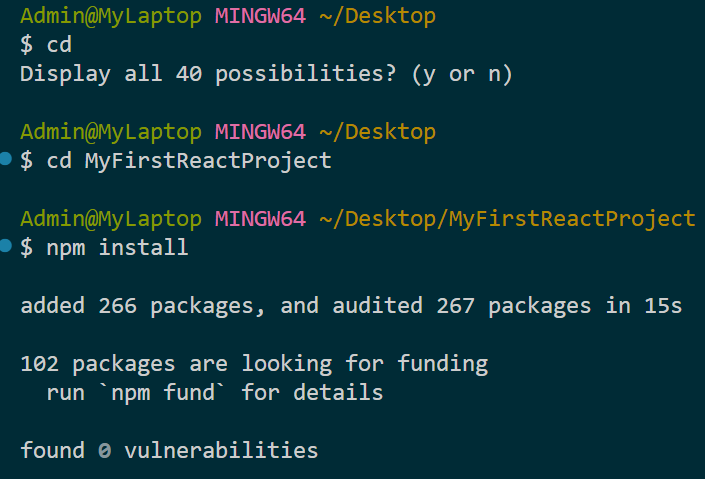 Admin@MyLaptop MINGW64 ~/Desktop
$ cd
Display all 40 possibilities? (y or n)
Admin@MyLaptop MINGW64 ~/Desktop
$ cd MyFirstReactProject
Admin@MyLaptop MINGW64 ~/Desktop/MyFirstReactProject
$ npm install
added 266 packages, and audited 267 packages in 15s
102 packages are looking for funding
  run `npm fund` for details
found 0 vulnerabilities